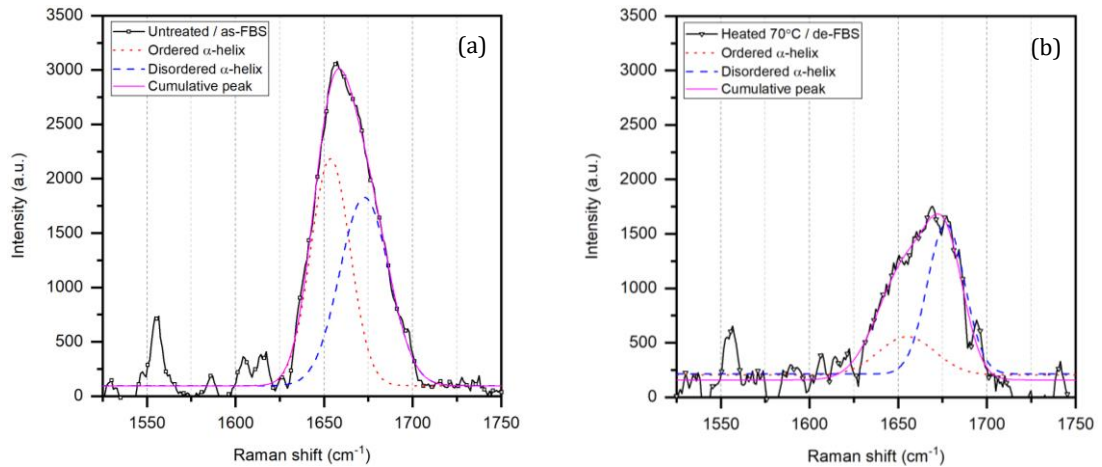 3500
3000
2500
2000
1500
1000
500
0
Intensity (a.u.)
Untreated / as-FBS
Ordered α-helix
Disordered α-helix
Cumulative peak
(a)
1550 1600 1650 1700 1750
Raman shift (cm⁻¹)
3500
3000
2500
2000
1500
1000
500
0
Intensity (a.u.)
Heated 70°C / de-FBS
Ordered α-helix
Disordered α-helix
Cumulative peak
(b)
1550 1600 1650 1700 1750
Raman shift (cm⁻¹)